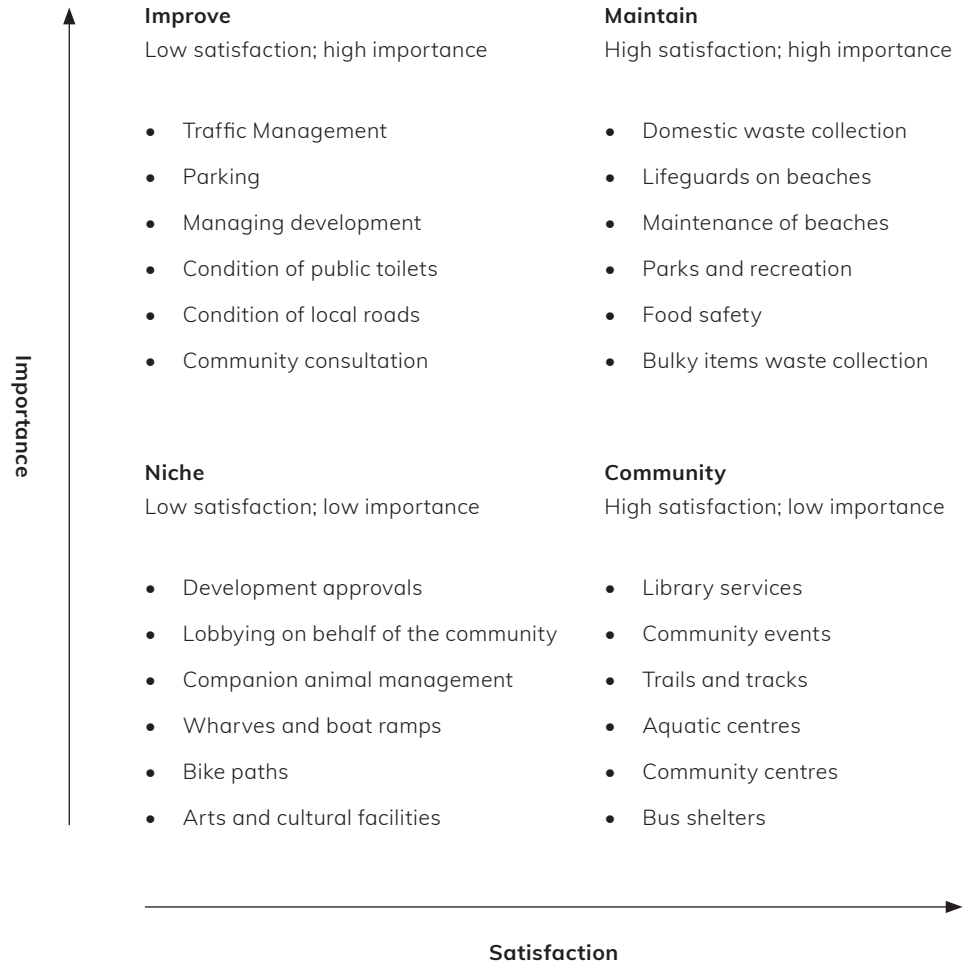 Improve
Low satisfaction; high importance
• Traffic Management
• Parking
• Managing development
• Condition of public toilets
• Condition of local roads
• Community consultation
Maintain
High satisfaction; high importance
• Domestic waste collection
• Lifeguards on beaches
• Maintenance of beaches
• Parks and recreation
• Food safety
• Bulky items waste collection
Importance
Niche
Low satisfaction; low importance
• Development approvals
• Lobbying on behalf of the community
• Companion animal management
• Wharves and boat ramps
• Bike paths
• Arts and cultural facilities
Community
High satisfaction; low importance
• Library services
• Community events
• Trails and tracks
• Aquatic centres
• Community centres
• Bus shelters
Satisfaction